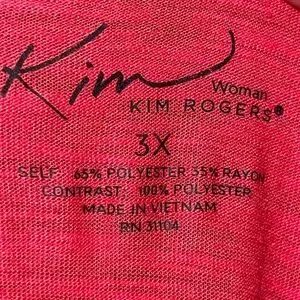 Kim
Woman
KIM ROGERS®
3X
SELF: 65% POLYESTER 35% RAYON
CONTRAST: 100% POLYESTER
MADE IN VIETNAM
RN 31104